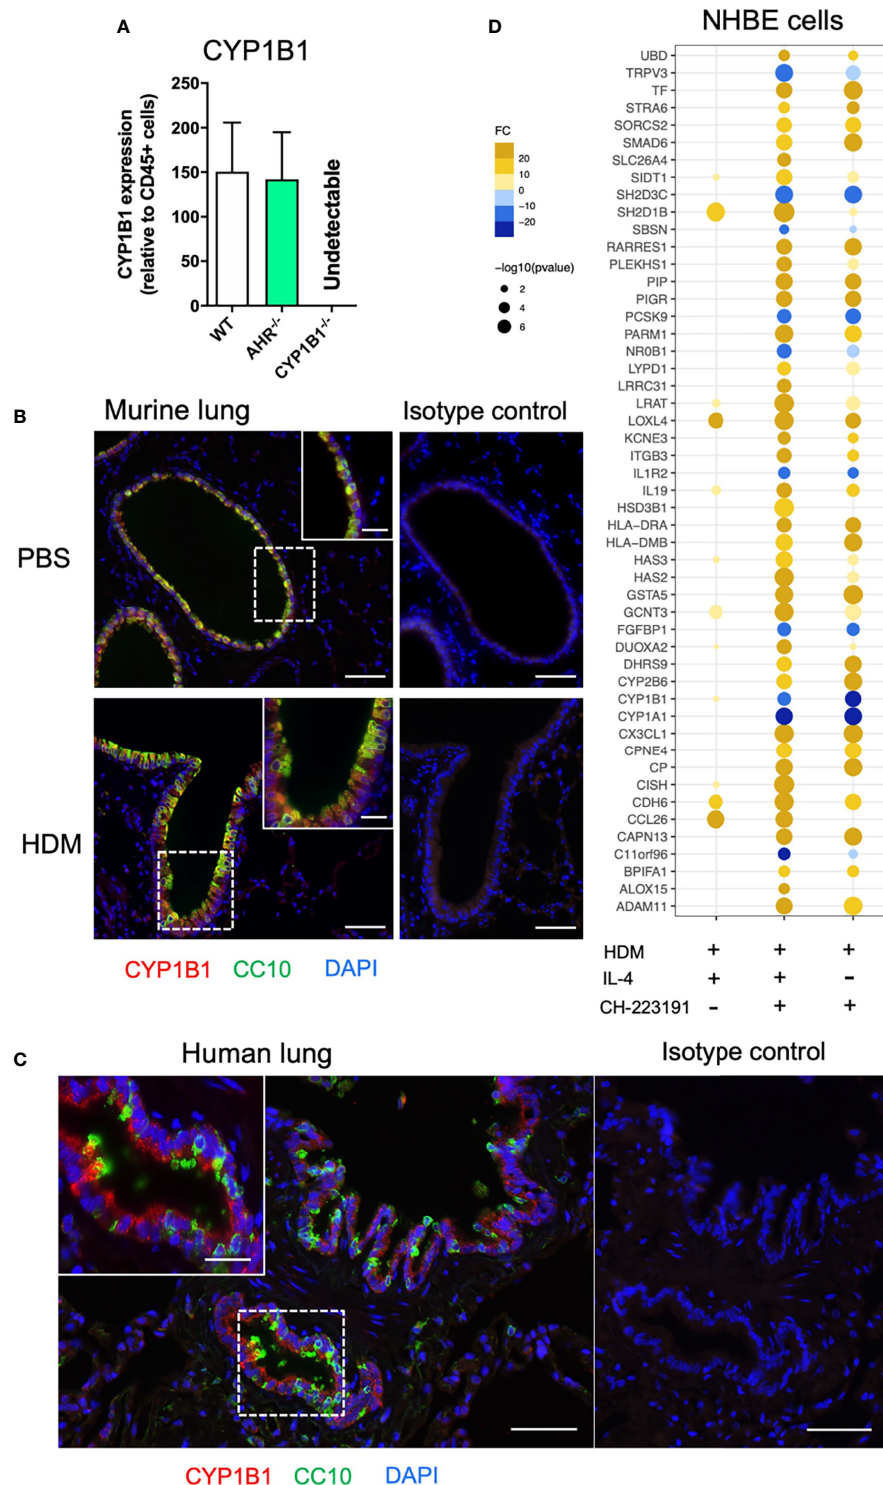 A
CYP1B1
CYP1B1 expression
(relative to CD45+ cells)
250
200
150
100
50
0
Undetectable
WT
AHR-/-
CYP1B1-/-
D
NHBE cells
FC
20
10
0
−10
−20
−log10(pvalue)
2
4
6
UBD
TRPV3
TF
STRA6
SORCS2
SMAD6
SLC26A4
SIDT1
SH2D3C
SH2D1B
SBSN
RARRES1
PLEKHS1
PIP
PIGR
PCSK9
PARM1
NR0B1
LYPD1
LRRC31
LRAT
LOXL4
KCNE3
ITGB3
IL1R2
IL19
HSD3B1
HLA−DRA
HLA−DMB
HAS3
HAS2
GSTA5
GCNT3
FGFBP1
DUOXA2
DHRS9
CYP2B6
CYP1B1
CYP1A1
CX3CL1
CPNE4
CP
CISH
CDH6
CCL26
CAPN13
C11orf96
BPIFA1
ALOX15
ADAM11
HDM + + +
IL-4 + + -
CH-223191 - + +
B
Murine lung Isotype control
PBS
HDM
CYP1B1 CC10 DAPI
C
Human lung Isotype control
CYP1B1 CC10 DAPI